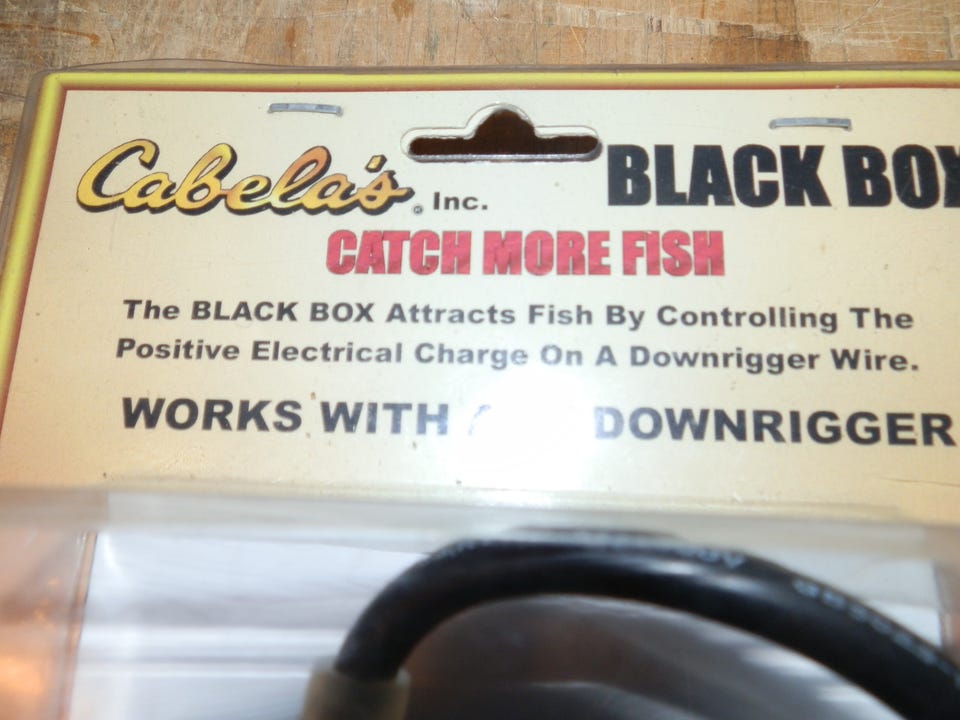 Cabela's® Inc.
BLACK BOX
CATCH MORE FISH
The BLACK BOX Attracts Fish By Controlling The
Positive Electrical Charge On A Downrigger Wire.
WORKS WITH DOWNRIGGER